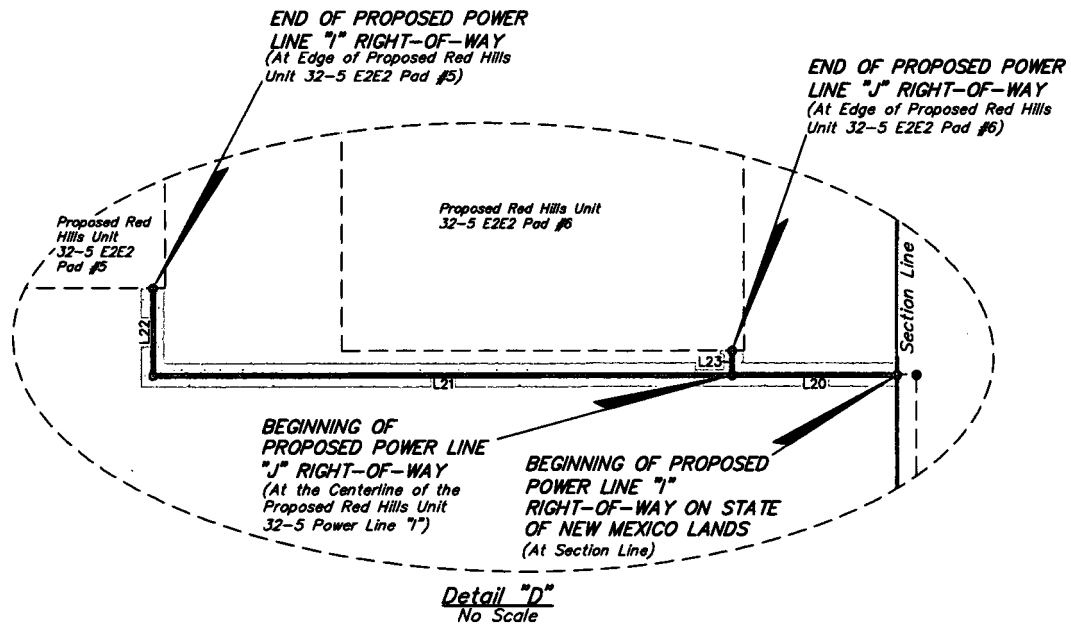 END OF PROPOSED POWER
LINE "I" RIGHT-OF-WAY
(At Edge of Proposed Red Hills
Unit 32-5 E2E2 Pad #5)
END OF PROPOSED POWER
LINE "J" RIGHT-OF-WAY
(At Edge of Proposed Red Hills
Unit 32-5 E2E2 Pad #6)
Proposed Red
Hills Unit
32-5 E2E2
Pad #5
Proposed Red Hills Unit
32-5 E2E2 Pad #6
Section Line
L22
L23
L21
L20
BEGINNING OF
PROPOSED POWER LINE
"J" RIGHT-OF-WAY
(At the Centerline of the
Proposed Red Hills Unit
32-5 Power Line "I")
BEGINNING OF PROPOSED
POWER LINE "I"
RIGHT-OF-WAY ON STATE
OF NEW MEXICO LANDS
(At Section Line)
Detail "D"
No Scale